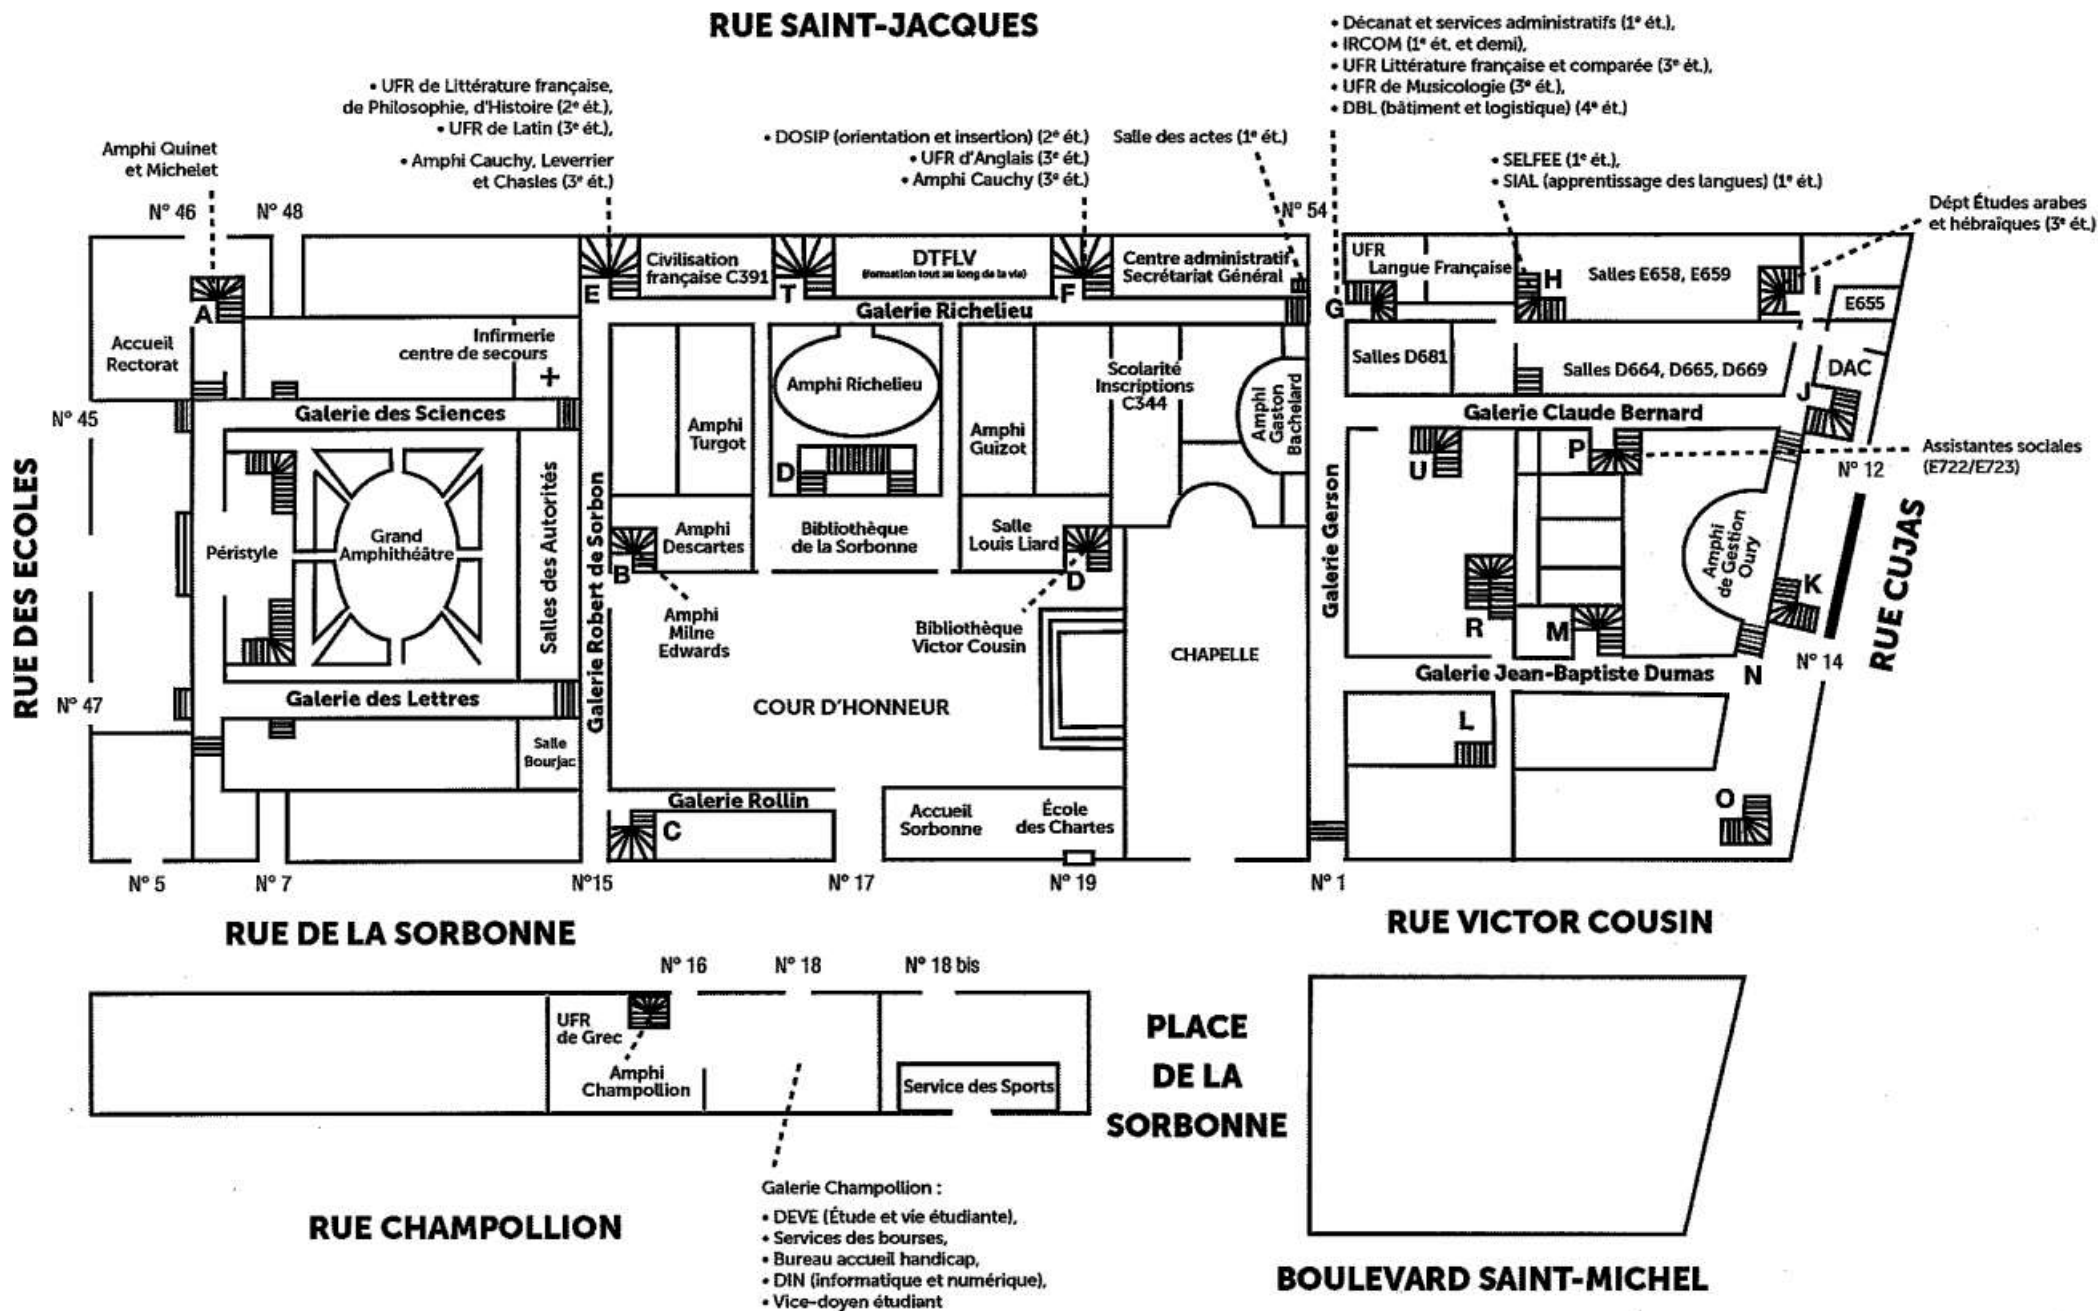 RUE SAINT-JACQUES
• Décanat et services administratifs (1ᵉ ét.),
• IRCOM (1ᵉ ét. et demi),
• UFR Littérature française et comparée (3ᵉ ét.),
• UFR de Musicologie (3ᵉ ét.),
• DBL (bâtiment et logistique) (4ᵉ ét.)
• UFR de Littérature française,
de Philosophie, d'Histoire (2ᵉ ét.),
• UFR de Latin (3ᵉ ét.),
• Amphi Cauchy, Leverrier
et Chasles (3ᵉ ét.)
• DOSIP (orientation et insertion) (2ᵉ ét.)
• UFR d'Anglais (3ᵉ ét.)
• Amphi Cauchy (3ᵉ ét.)
Salle des actes (1ᵉ ét.)
Amphi Quinet
et Michelet
• SELFEE (1ᵉ ét.),
• SIAL (apprentissage des langues) (1ᵉ ét.)
Dépt Études arabes
et hébraïques (3ᵉ ét.)
N° 46
N° 48
N° 54
A
Accueil
Rectorat
Infirmerie
centre de secours
E
Civilisation
française C391
T
DTFLV
(formation tout au long de la vie)
F
Centre administratif
Secrétariat Général
Galerie Richelieu
G
UFR
Langue Française
H
Salles E658, E659
I
E655
Salles D681
Salles D664, D665, D669
DAC
J
N° 45
Galerie des Sciences
Amphi
Turgot
Amphi Richelieu
D
Amphi
Guizot
Scolarité
Inscriptions
C344
Amphi
Gaston
Bachelard
Galerie Claude Bernard
U
P
Assistantes sociales
(E722/E723)
N° 12
RUE DES ECOLES
Péristyle
Grand
Amphithéâtre
Salles des Autorités
Galerie Robert de Sorbon
B
Amphi
Descartes
Bibliothèque
de la Sorbonne
Salle
Louis Liard
D
Amphi
Milne
Edwards
Bibliothèque
Victor Cousin
CHAPELLE
Galerie Gerson
R
M
Amphi
de Gestion
Oury
K
RUE CUJAS
N° 14
N
Galerie Jean-Baptiste Dumas
N° 47
Galerie des Lettres
COUR D'HONNEUR
Salle
Bourjac
L
O
Galerie Rollin
C
Accueil
Sorbonne
École
des Chartes
N° 5
N° 7
N°15
N° 17
N° 19
N° 1
RUE DE LA SORBONNE
RUE VICTOR COUSIN
N° 16
N° 18
N° 18 bis
UFR
de Grec
Amphi
Champollion
Service des Sports
PLACE
DE LA
SORBONNE
RUE CHAMPOLLION
Galerie Champollion :
• DEVE (Étude et vie étudiante),
• Services des bourses,
• Bureau accueil handicap,
• DIN (informatique et numérique),
• Vice-doyen étudiant
BOULEVARD SAINT-MICHEL